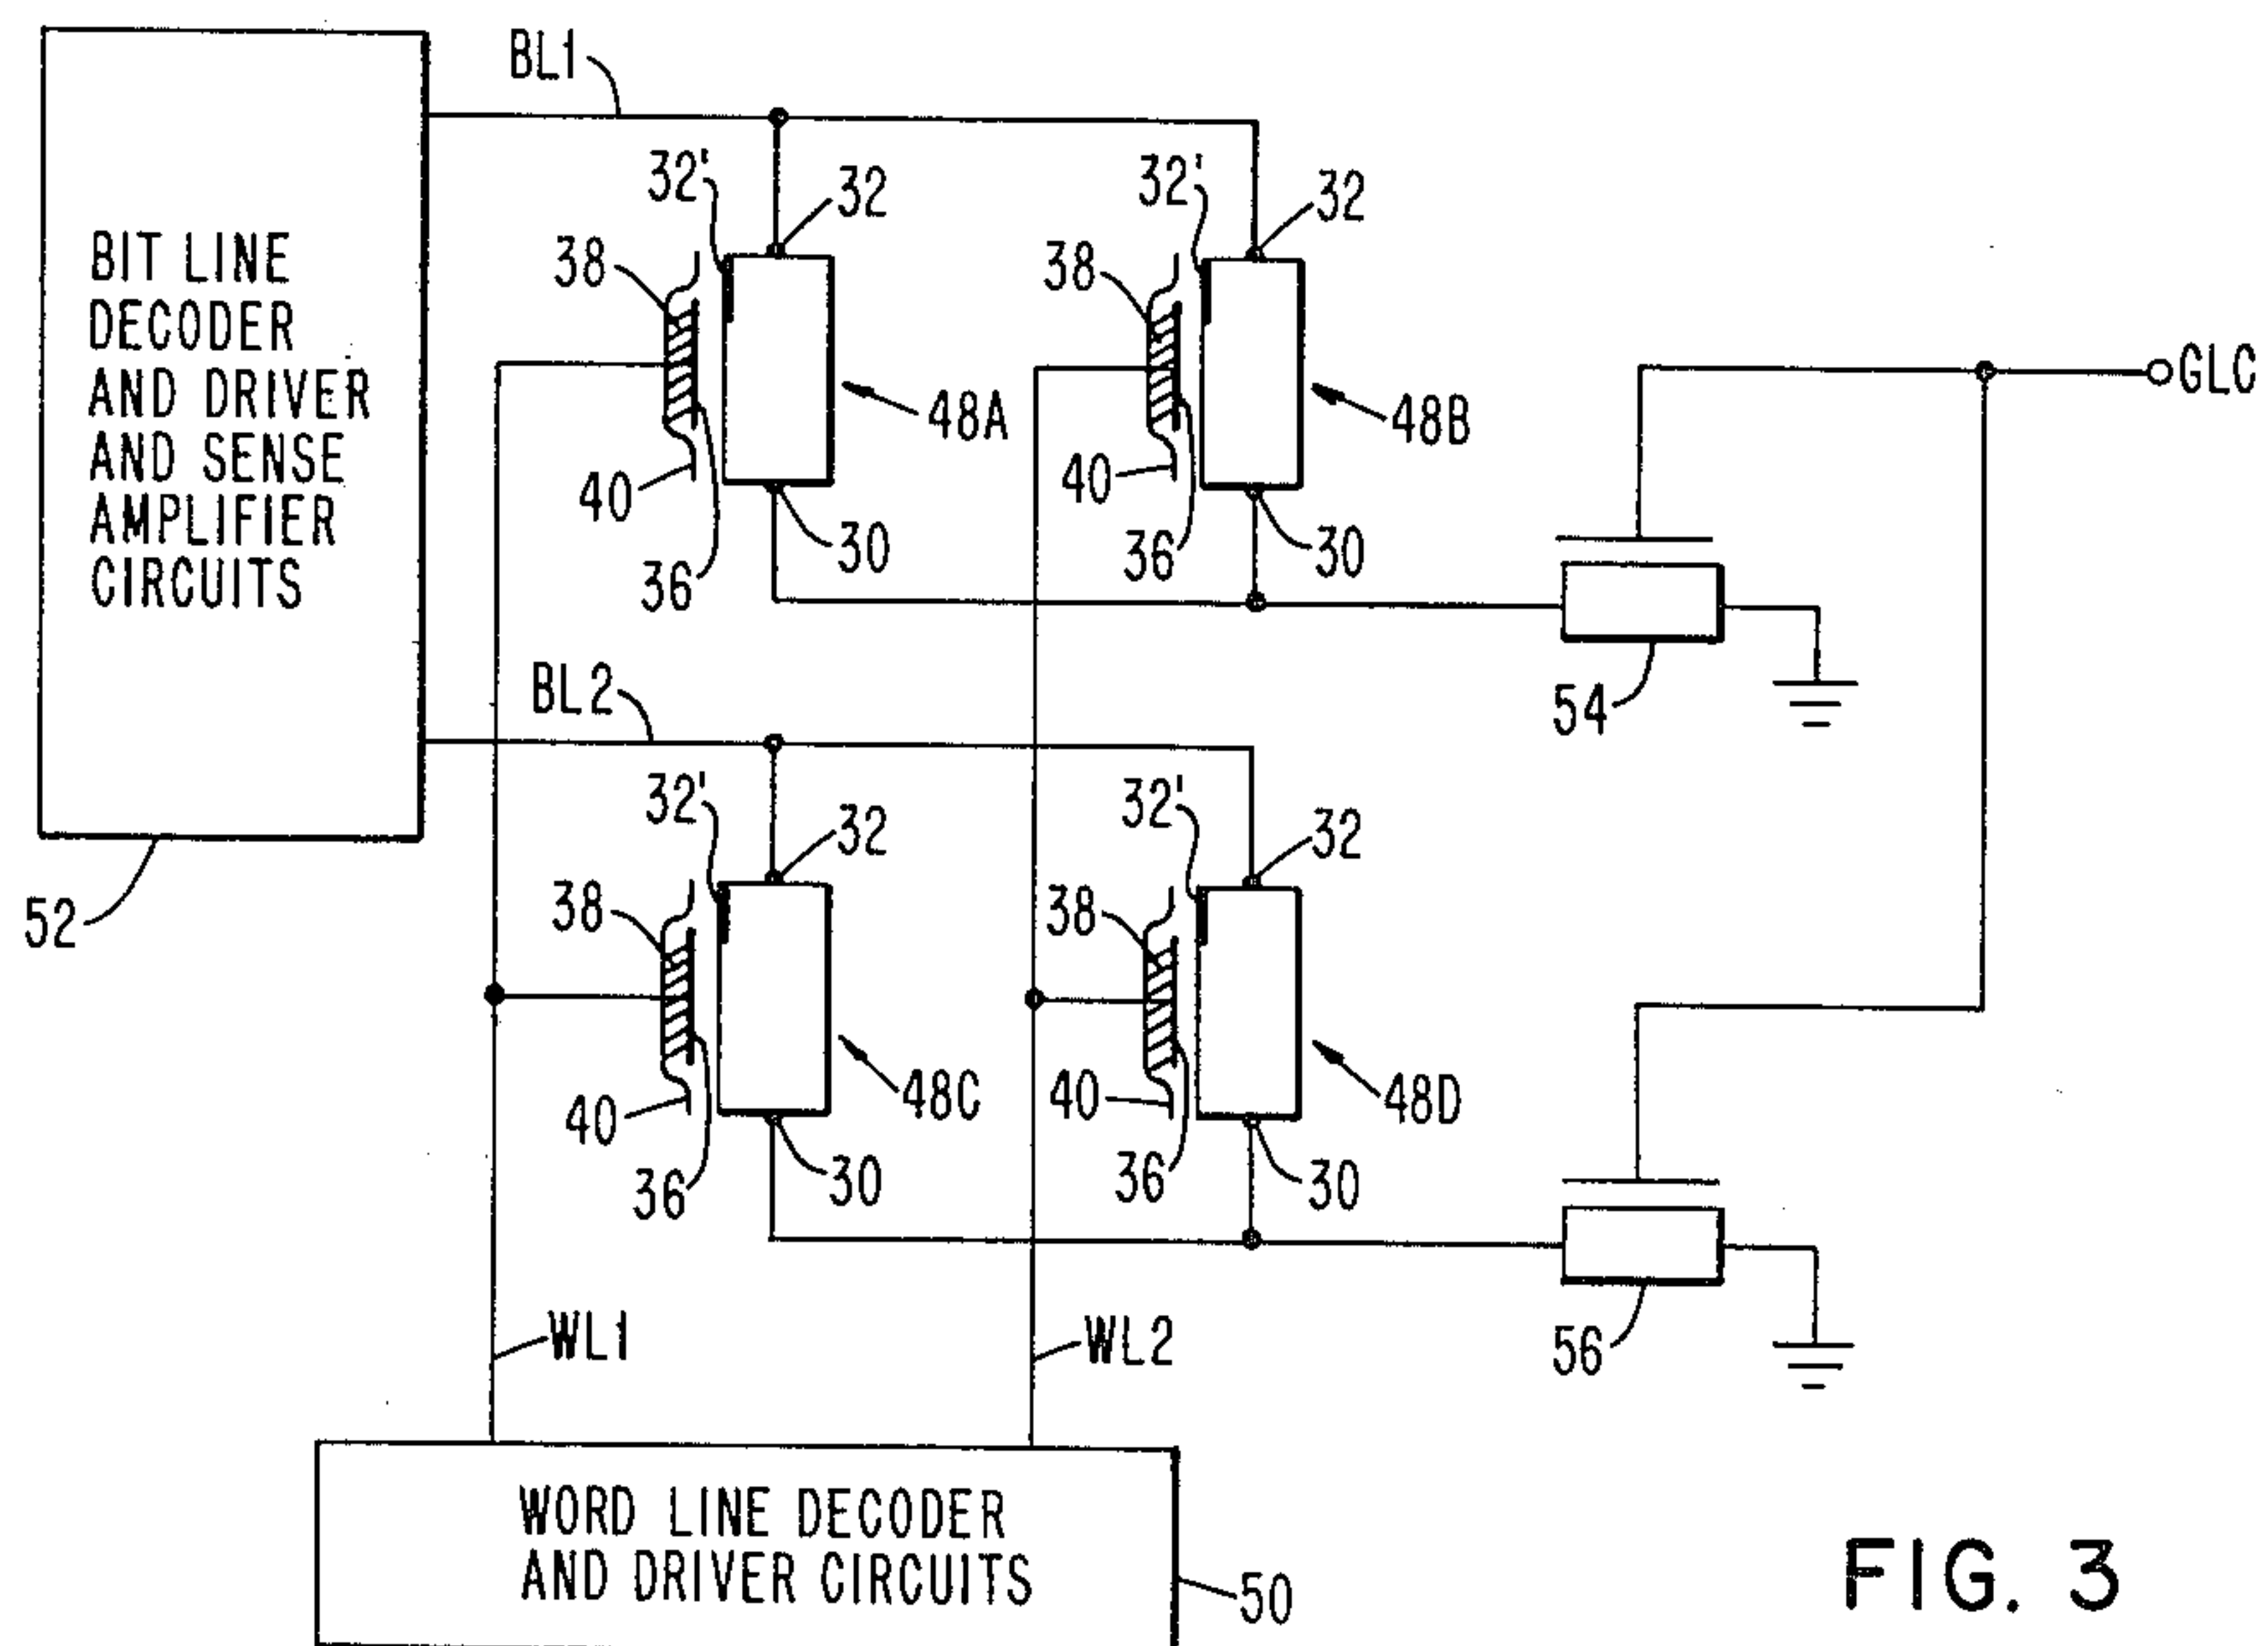 BL1
32'
32
32'
32
38
38
BIT LINE
DECODER
AND DRIVER
AND SENSE
AMPLIFIER
CIRCUITS
GLC
48A
48B
40
40
36
30
36
30
54
BL2
32'
32
32'
32
38
38
52
48C
48D
40
40
36
30
36
30
WL1
WL2
56
WORD LINE DECODER
AND DRIVER CIRCUITS
50
FIG. 3